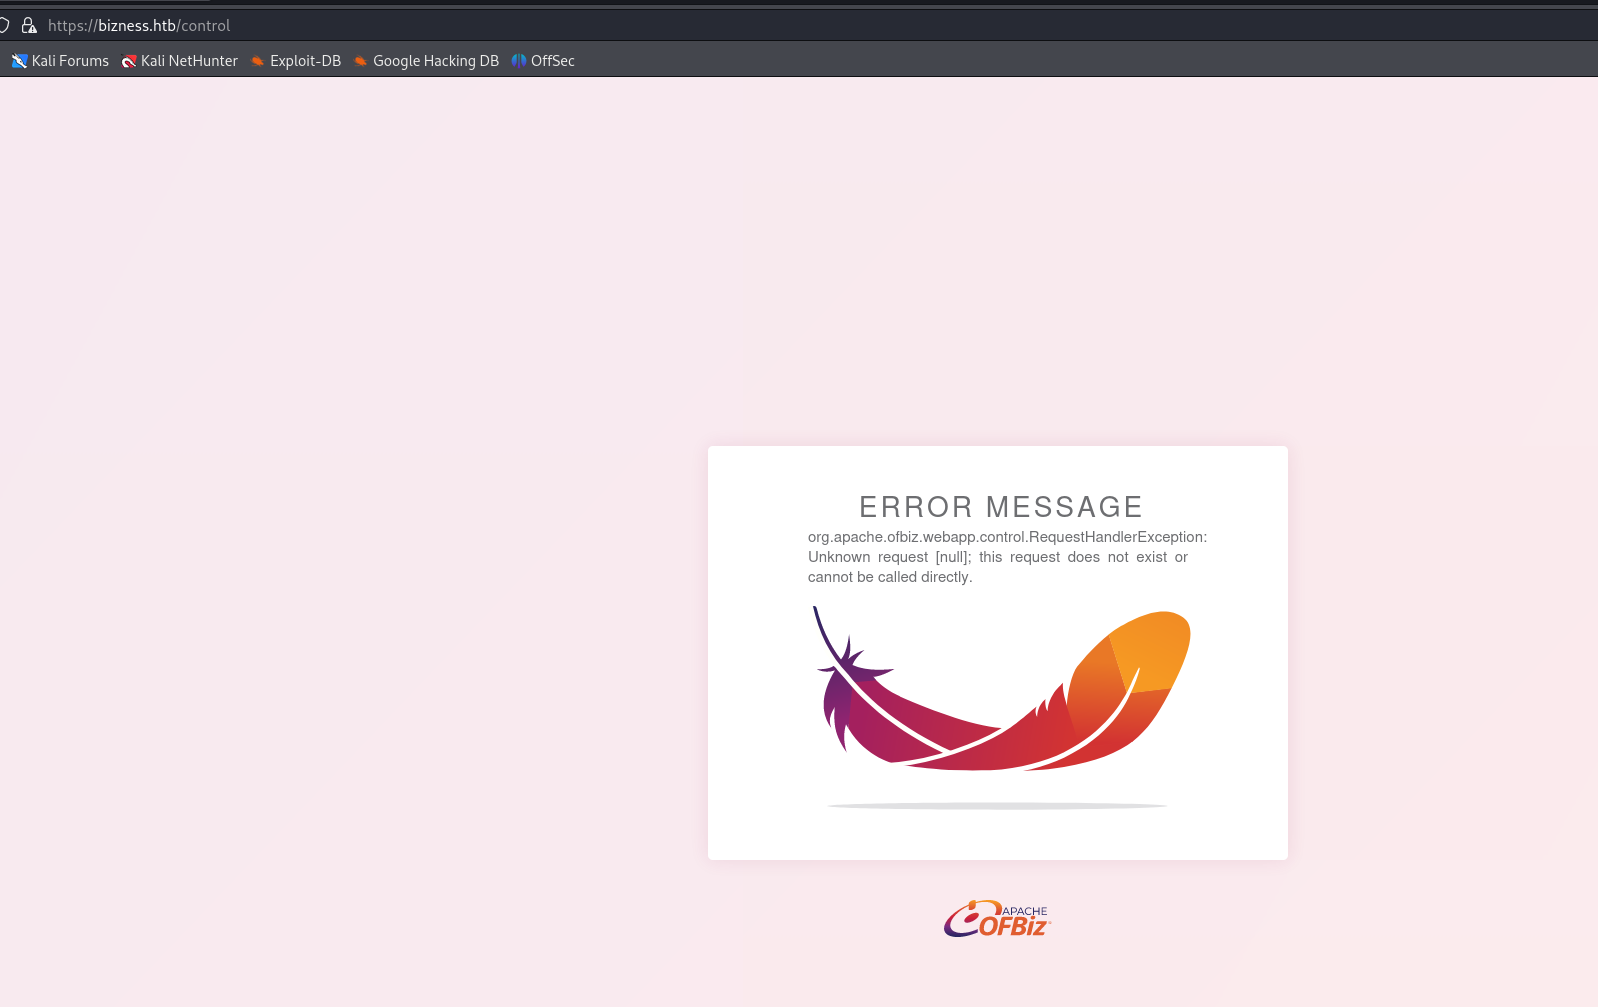 https://bizness.htb/control
Kali Forums Kali NetHunter Exploit-DB Google Hacking DB OffSec
ERROR MESSAGE
org.apache.ofbiz.webapp.control.RequestHandlerException:
Unknown request [null]; this request does not exist or
cannot be called directly.
APACHE
OFBiz